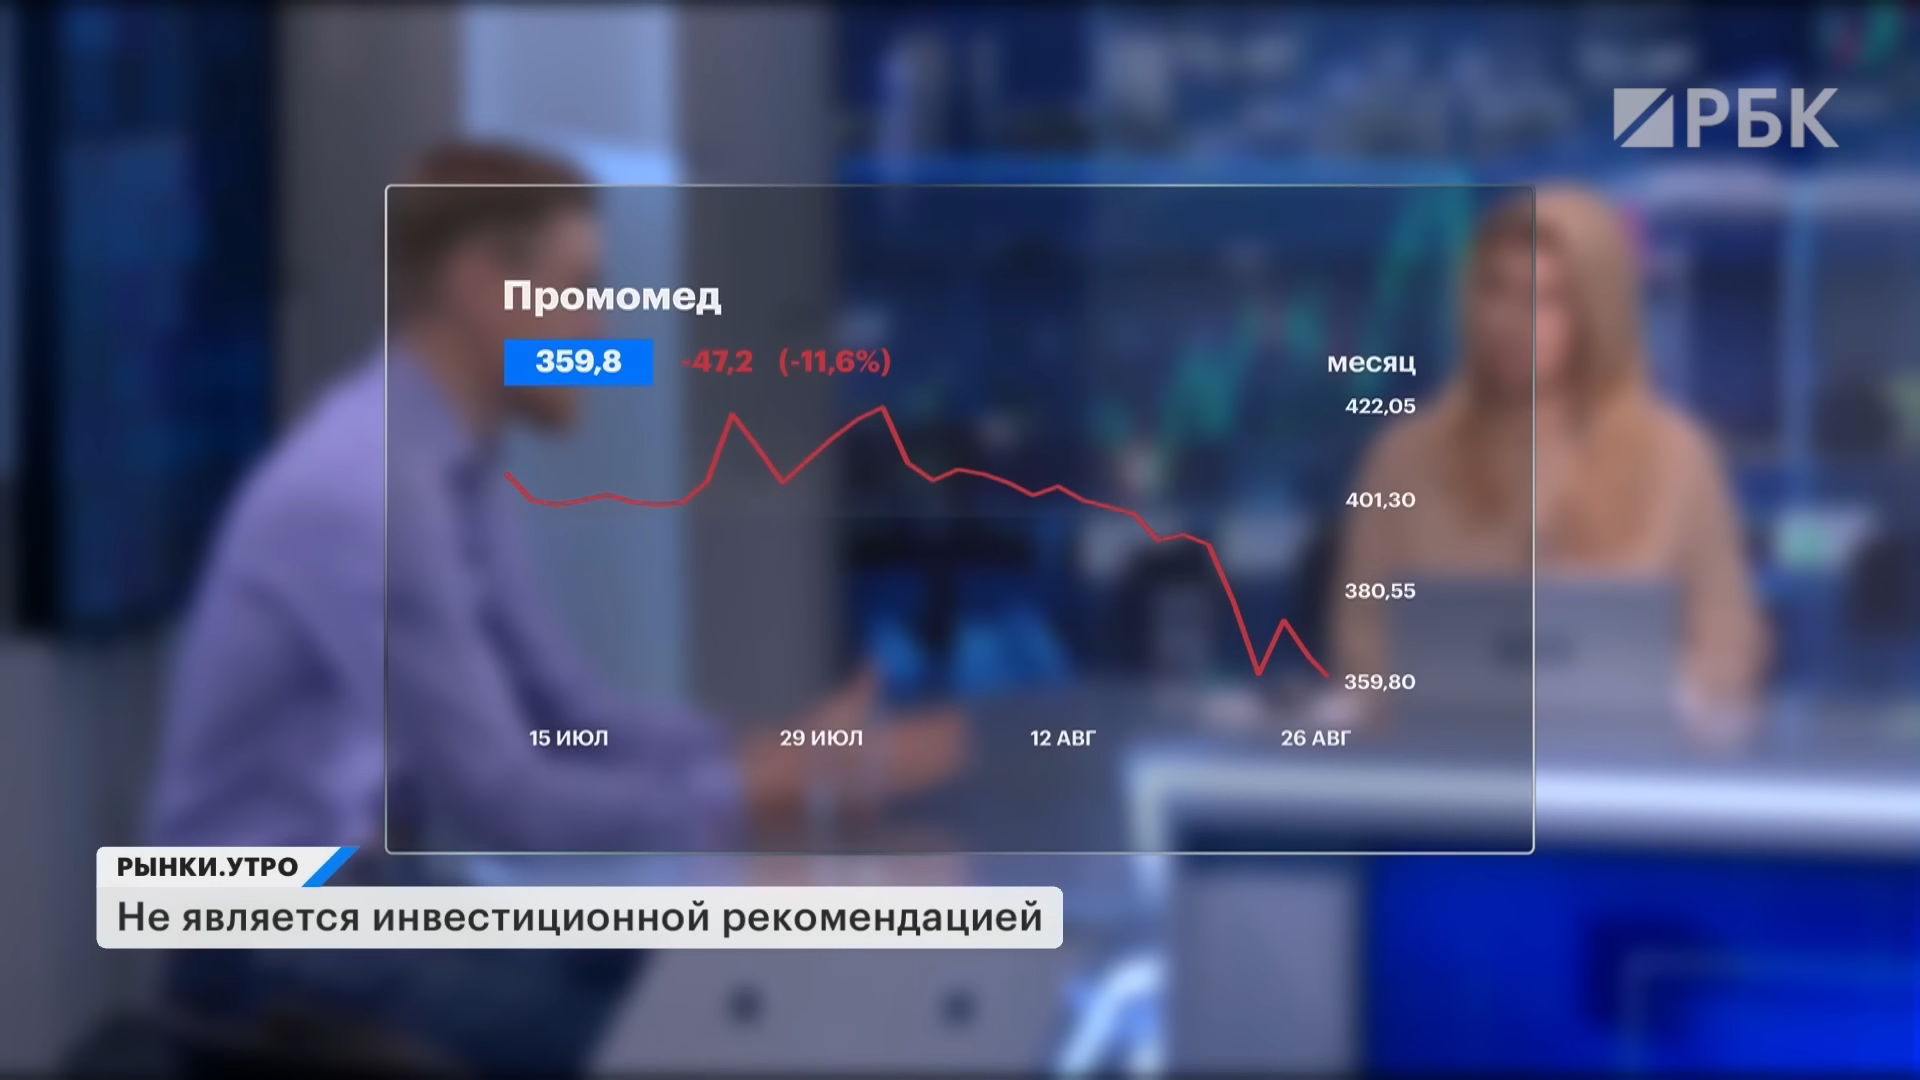 РБК
Промомед
359,8 -47,2 (-11,6%)
месяц
422,05
401,30
380,55
359,80
15 ИЮЛ 29 ИЮЛ 12 АВГ 26 АВГ
РЫНКИ.УТРО
Не является инвестиционной рекомендацией